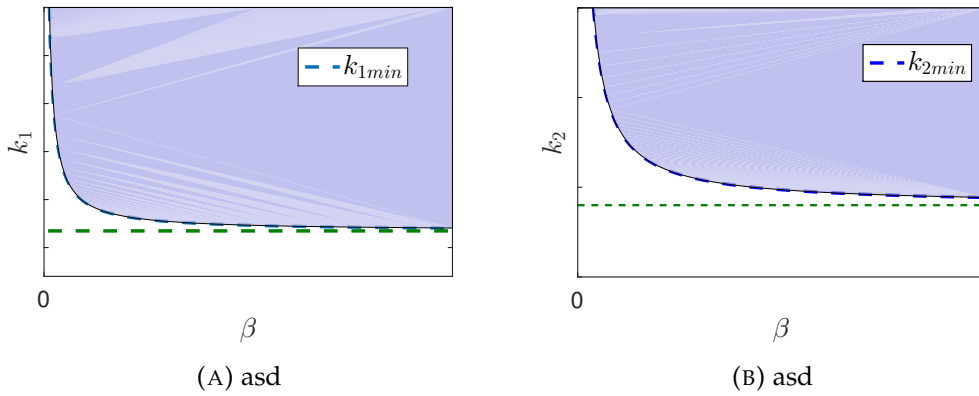 k₁
k₁ₘᵢₙ
0
β
(A) asd
k₂
k₂ₘᵢₙ
0
β
(B) asd